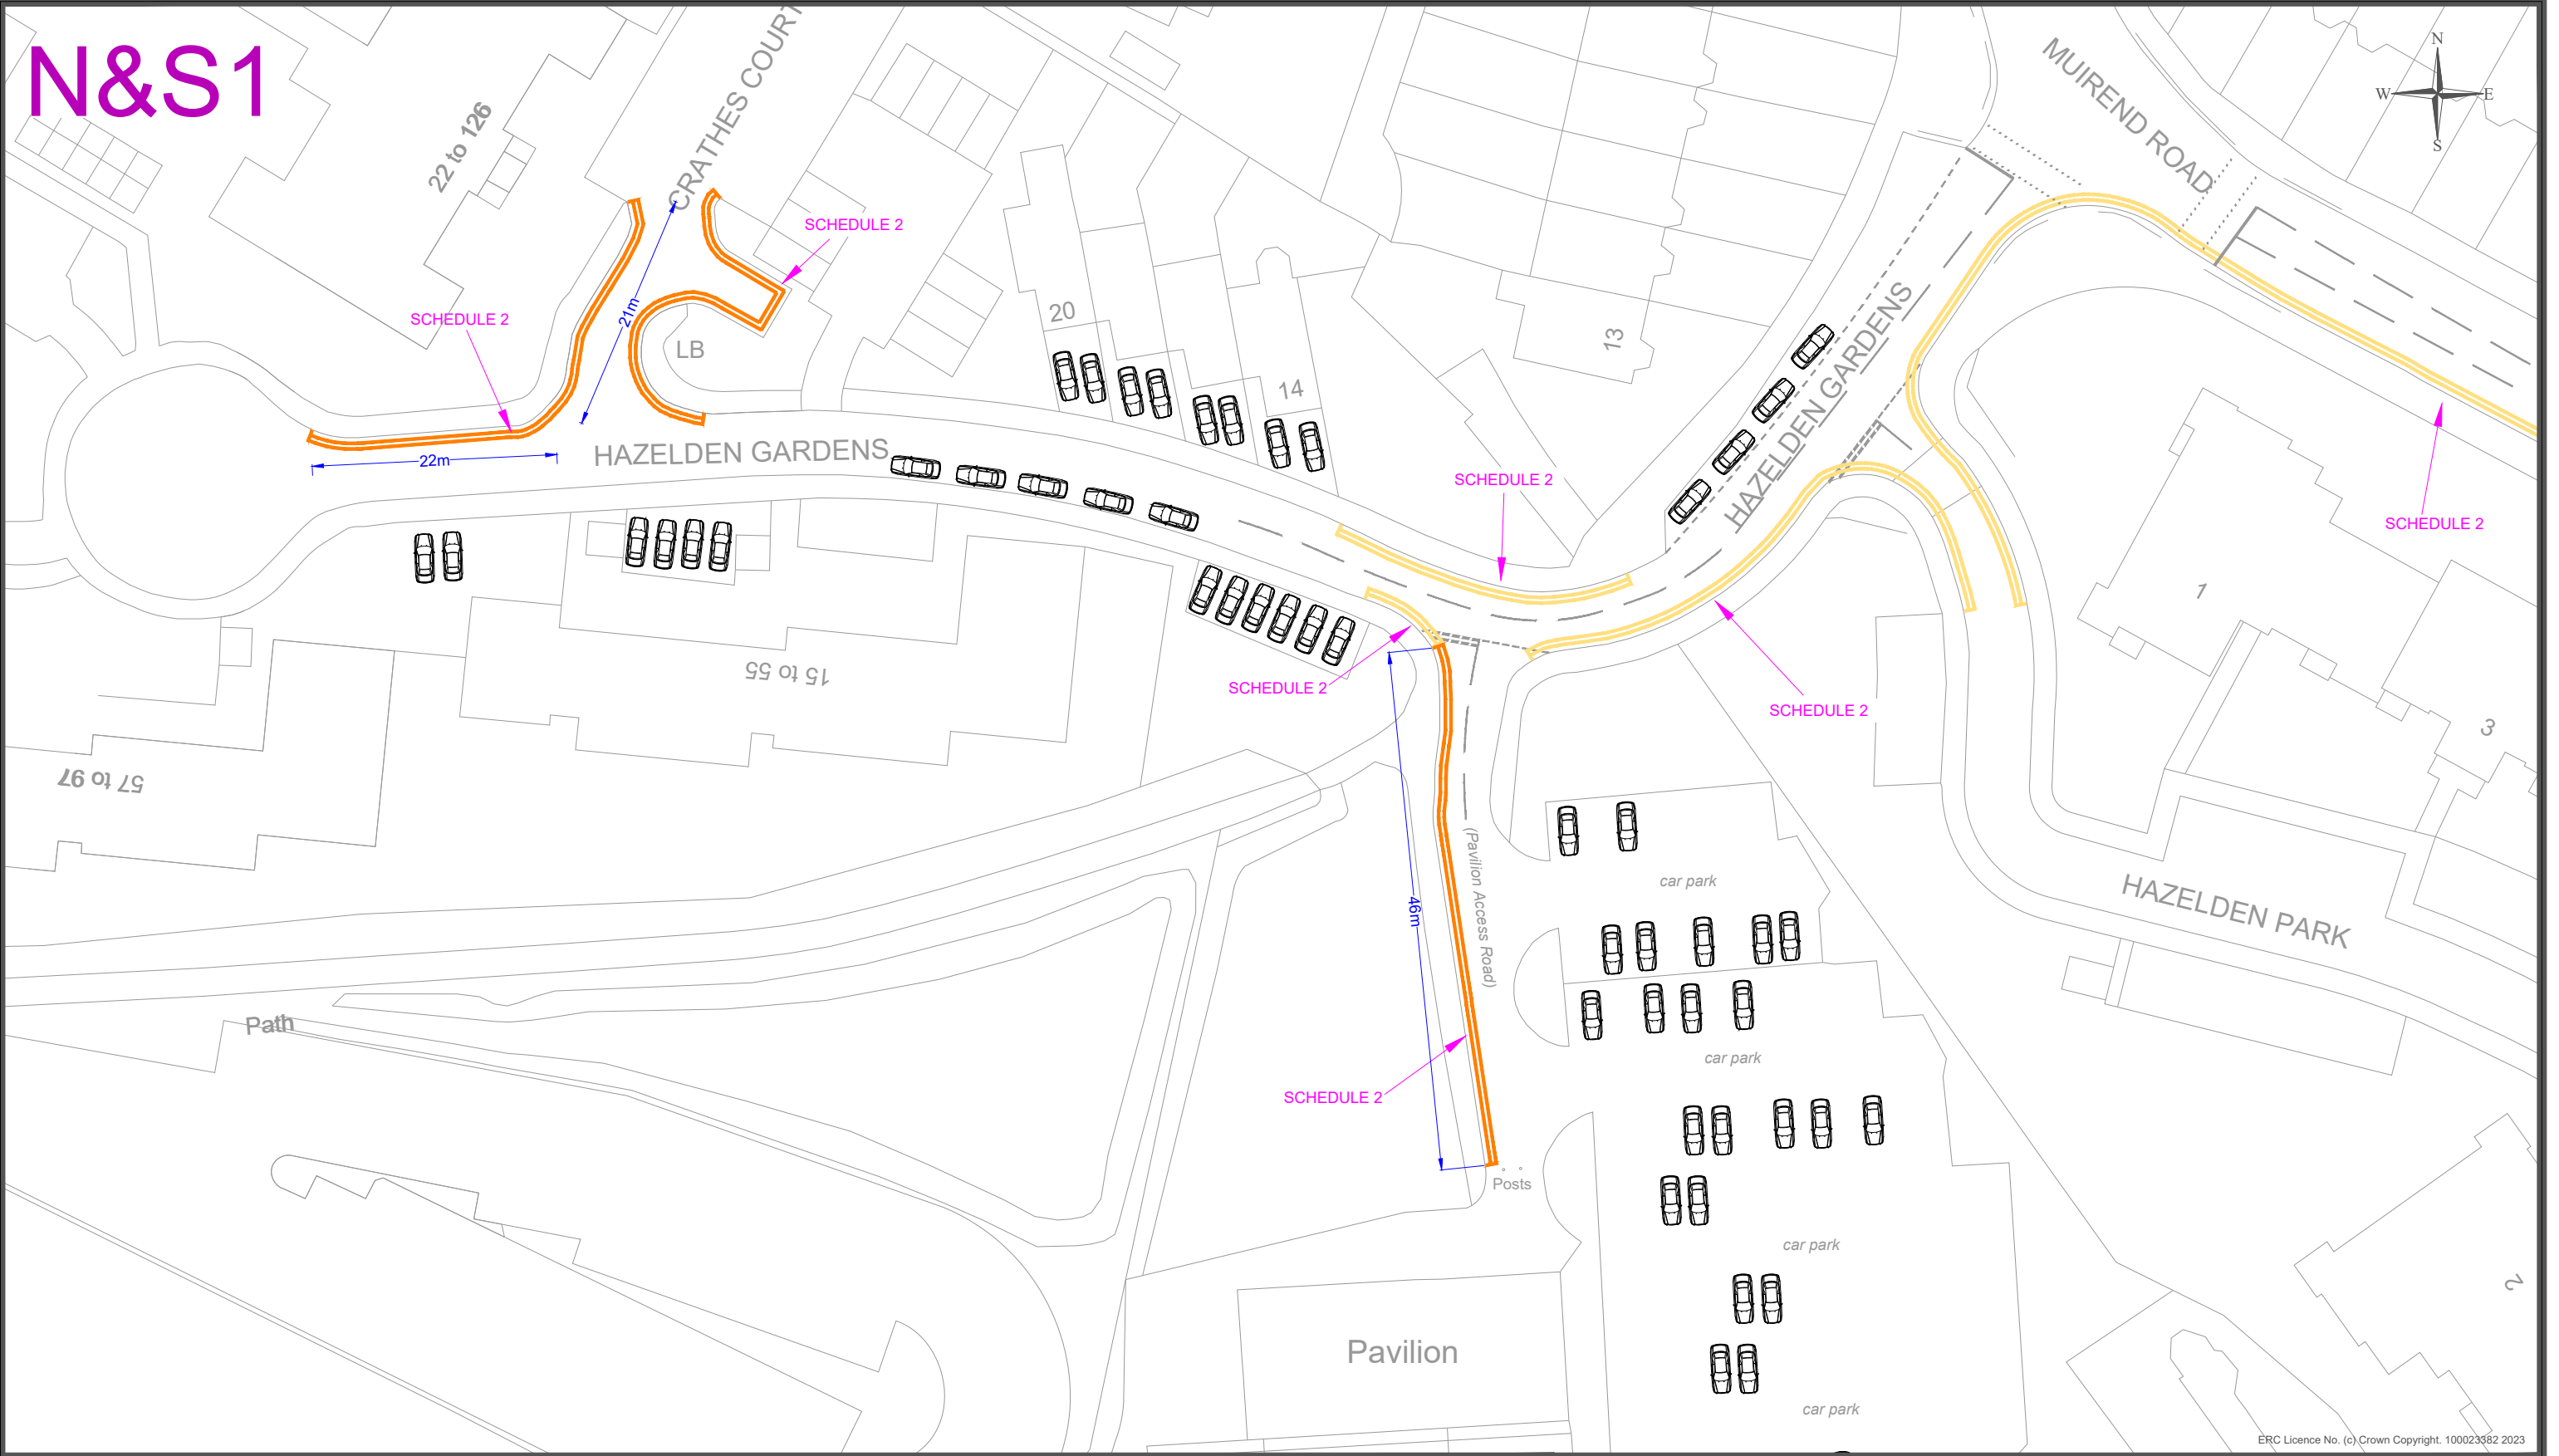 N&S1
CRATHES COURT
MUIREND ROAD
N
W
E
S
22 to 126
SCHEDULE 2
SCHEDULE 2
21m
LB
20
14
13
HAZELDEN GARDENS
22m
HAZELDEN GARDENS
SCHEDULE 2
SCHEDULE 2
1
15 to 55
SCHEDULE 2
SCHEDULE 2
3
57 to 97
46m
(Pavilion Access Road)
car park
HAZELDEN PARK
Path
car park
SCHEDULE 2
Posts
car park
2
Pavilion
car park
ERC Licence No. (c) Crown Copyright. 100023382 2023